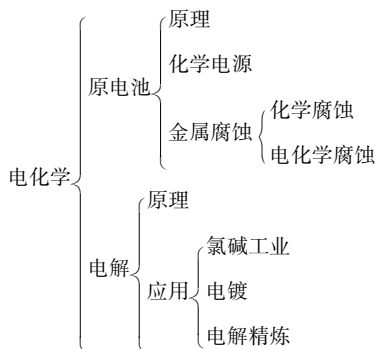 原理
化学电源
原电池
金属腐蚀
化学腐蚀
电化学腐蚀
电化学
原理
电解
应用
氯碱工业
电镀
电解精炼